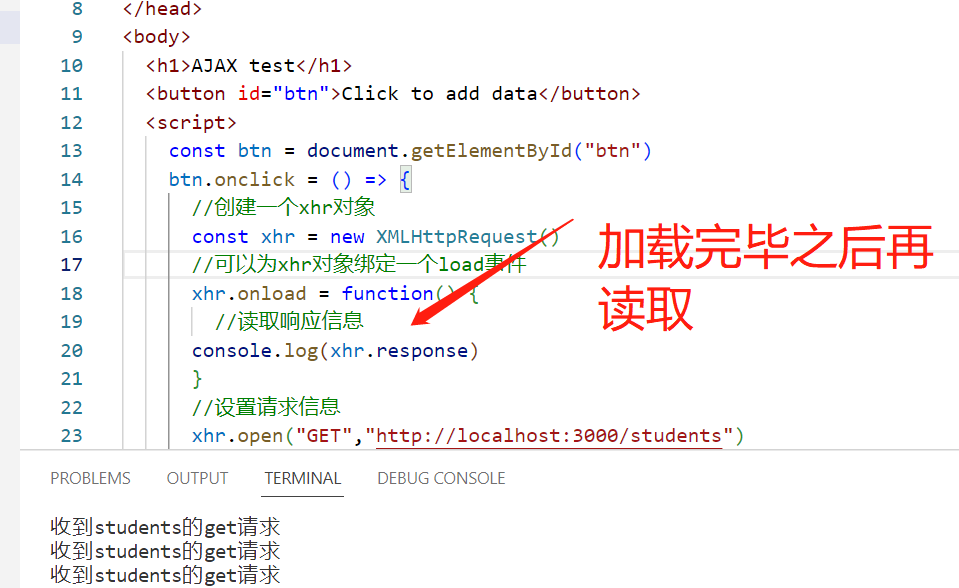 8 </head>
9 <body>
10 <h1>AJAX test</h1>
11 <button id="btn">Click to add data</button>
12 <script>
13 const btn = document.getElementById("btn")
14 btn.onclick = () => {
15 //创建一个xhr对象
16 const xhr = new XMLHttpRequest()
17 //可以为xhr对象绑定一个load事件
18 xhr.onload = function() {
19 //读取响应信息
20 console.log(xhr.response)
21 }
22 //设置请求信息
23 xhr.open("GET","http://localhost:3000/students")
加载完毕之后再
读取
PROBLEMS OUTPUT TERMINAL DEBUG CONSOLE
收到students的get请求
收到students的get请求
收到students的get请求